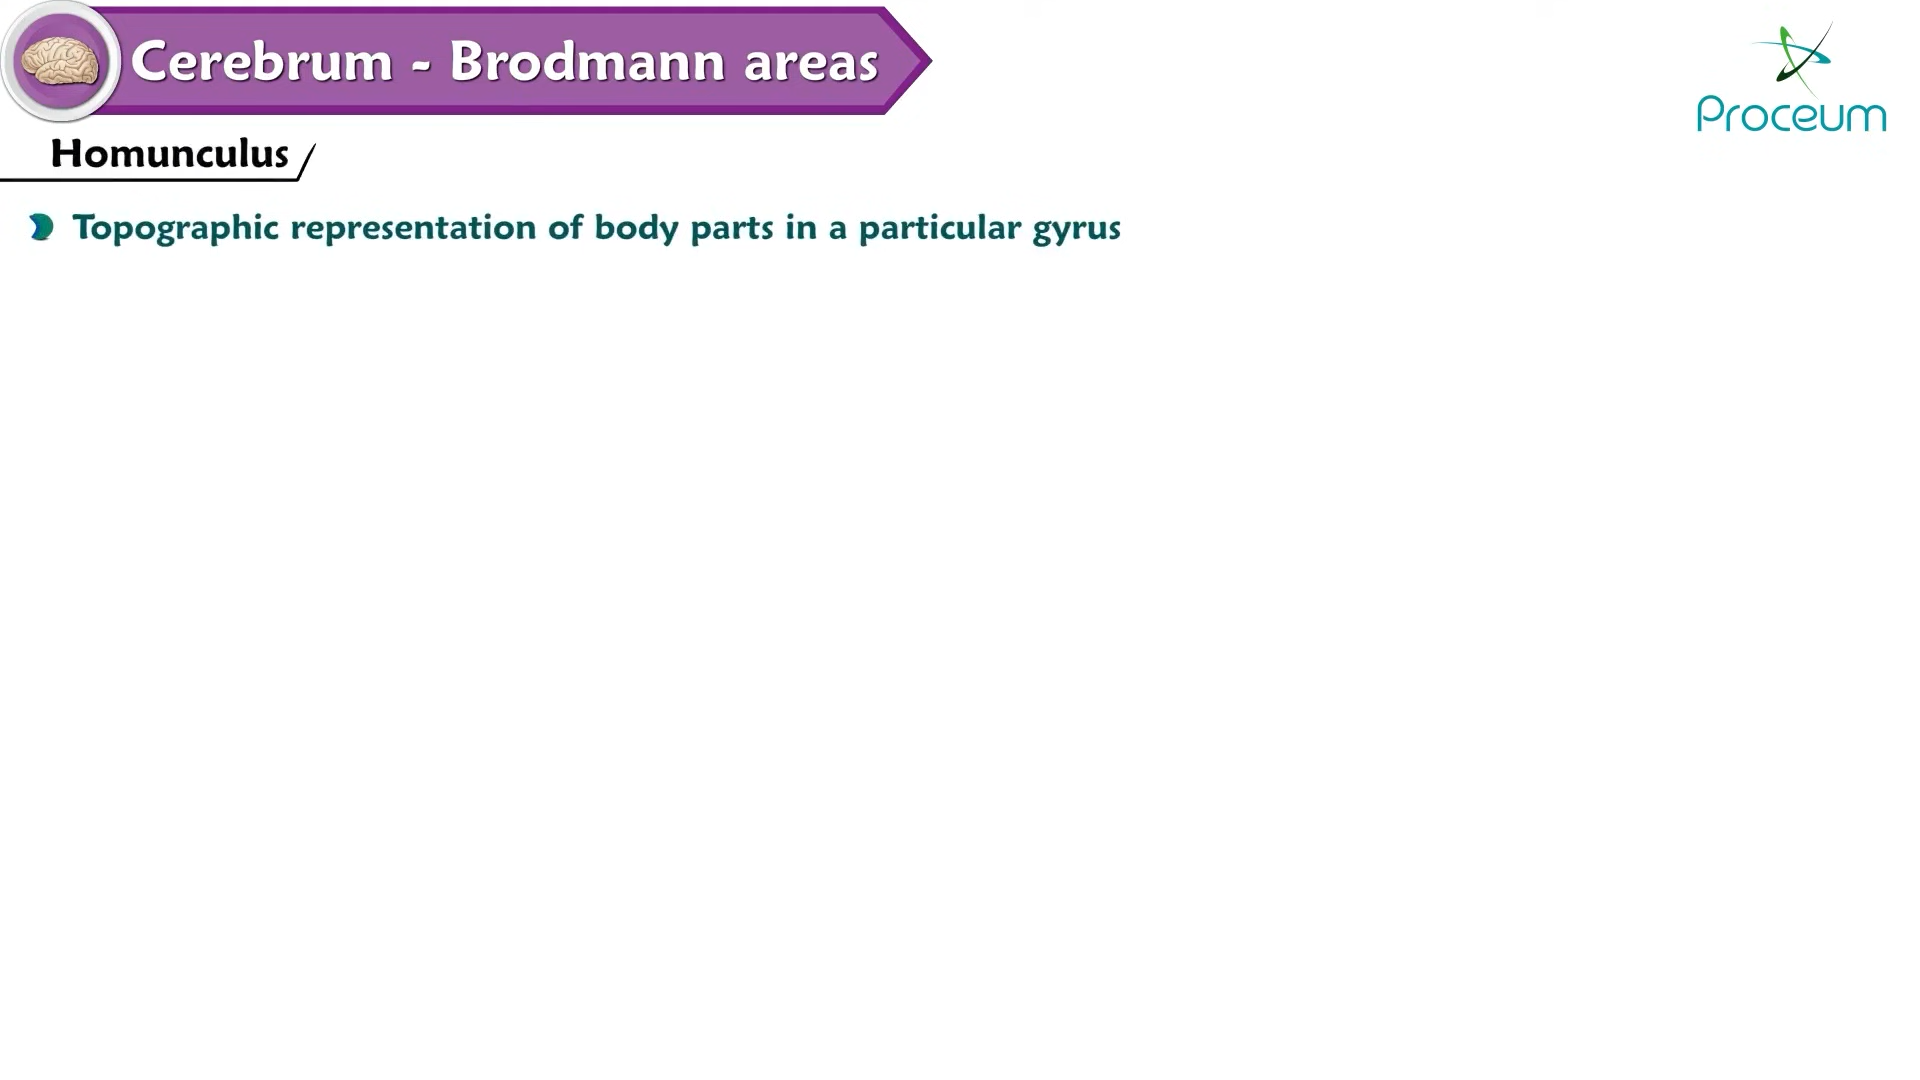 Cerebrum - Brodmann areas
Proceum
Homunculus
Topographic representation of body parts in a particular gyrus